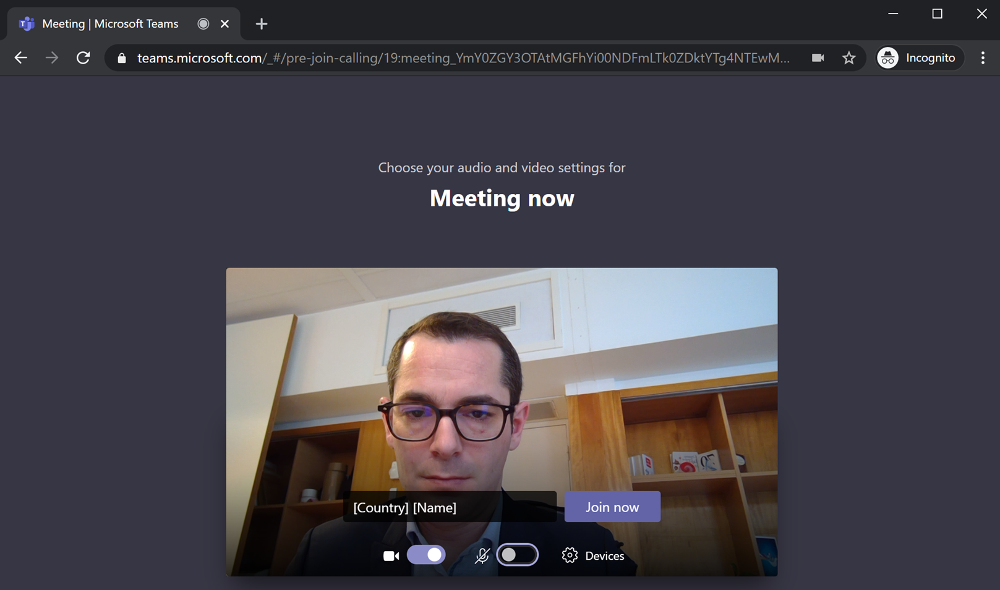 Meeting | Microsoft Teams
teams.microsoft.com/_#/pre-join-calling/19:meeting_YmY0ZGY3OTAtMGFhYi00NDFmLTk0ZDktYTg4NTEwM...
Incognito
Choose your audio and video settings for
Meeting now
[Country] [Name]
Join now
Devices